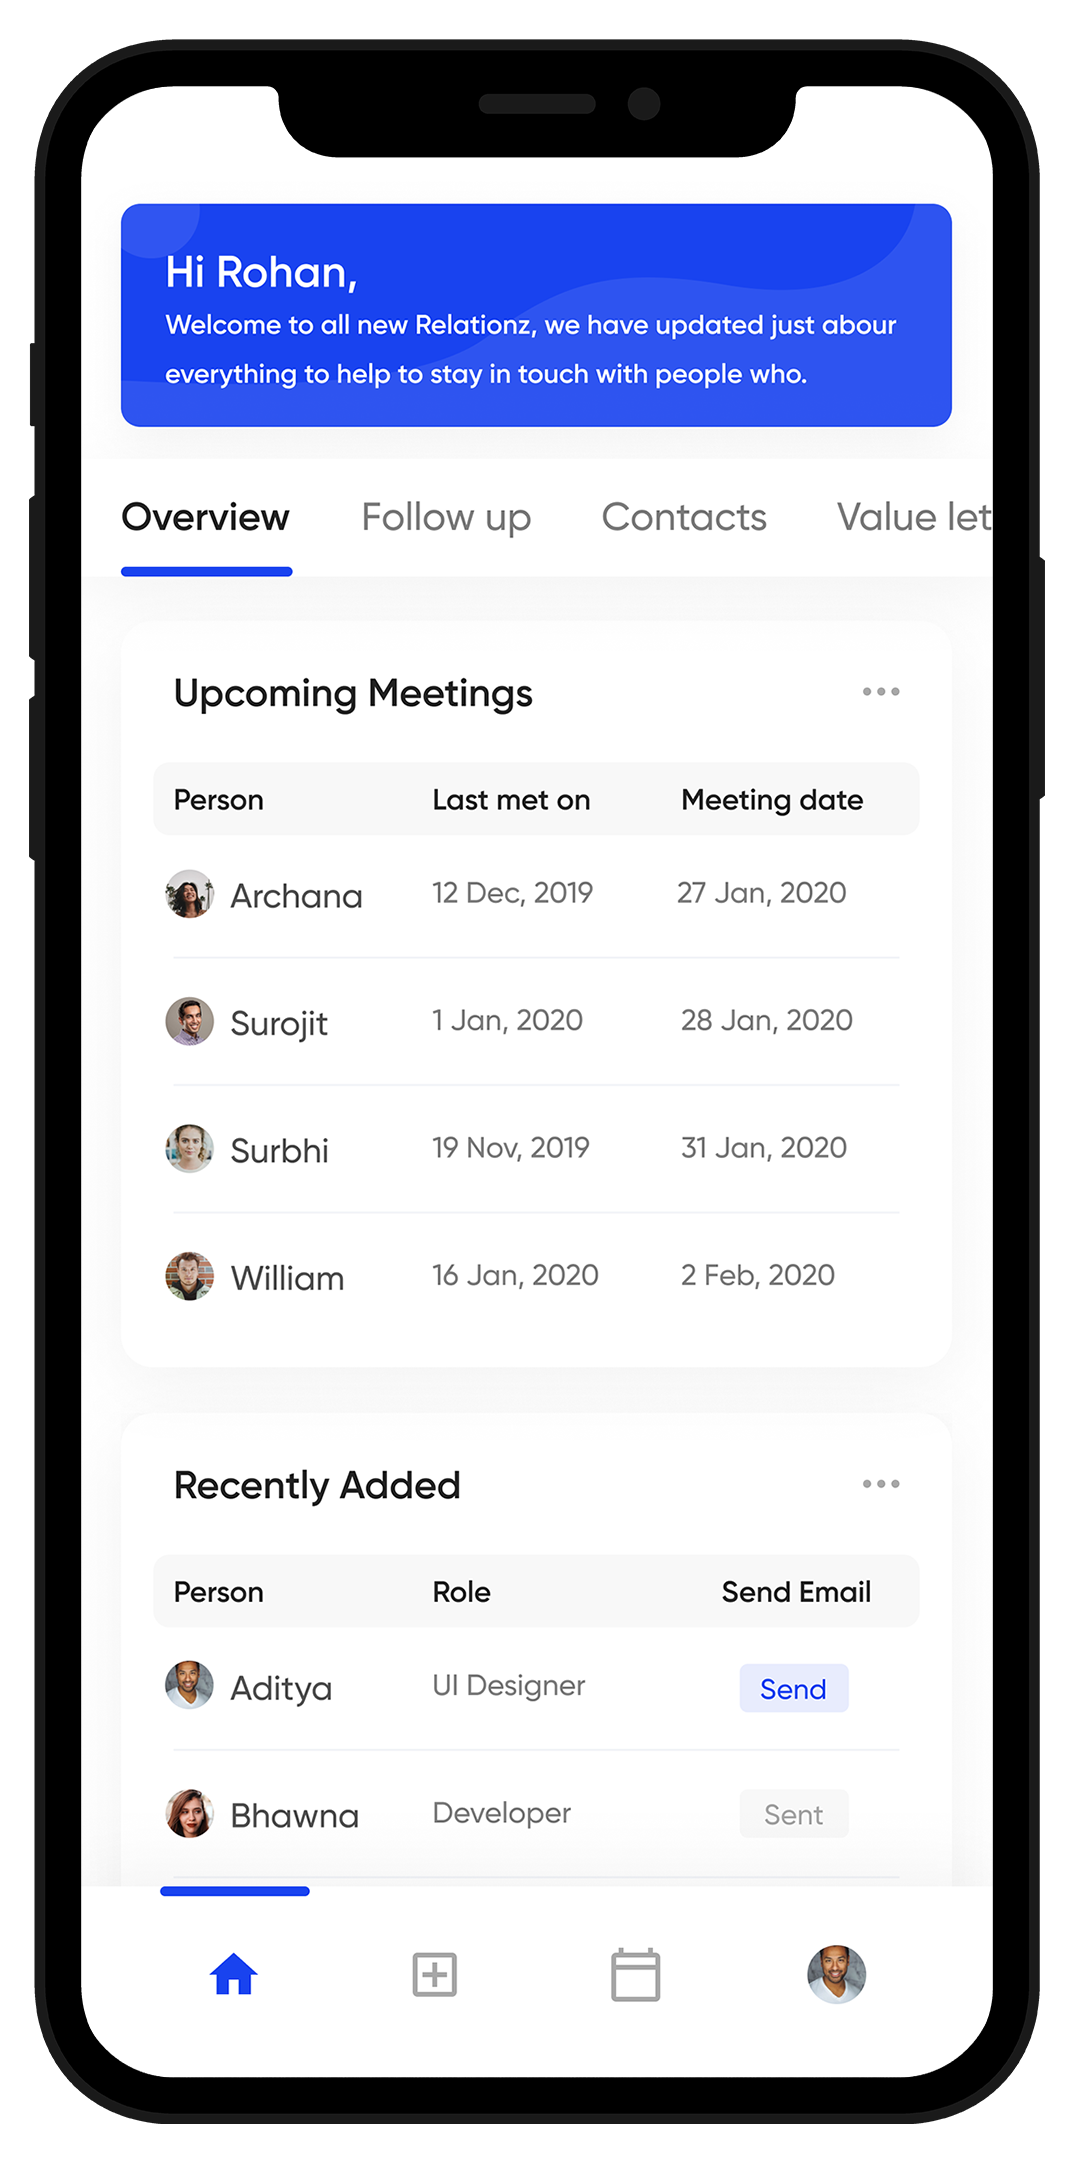 Hi Rohan,
Welcome to all new Relationz, we have updated just abour
everything to help to stay in touch with people who.
Overview Follow up Contacts Value let
Upcoming Meetings
Person Last met on Meeting date
Archana 12 Dec, 2019 27 Jan, 2020
Surojit 1 Jan, 2020 28 Jan, 2020
Surbhi 19 Nov, 2019 31 Jan, 2020
William 16 Jan, 2020 2 Feb, 2020
Recently Added
Person Role Send Email
Aditya UI Designer Send
Bhawna Developer Sent